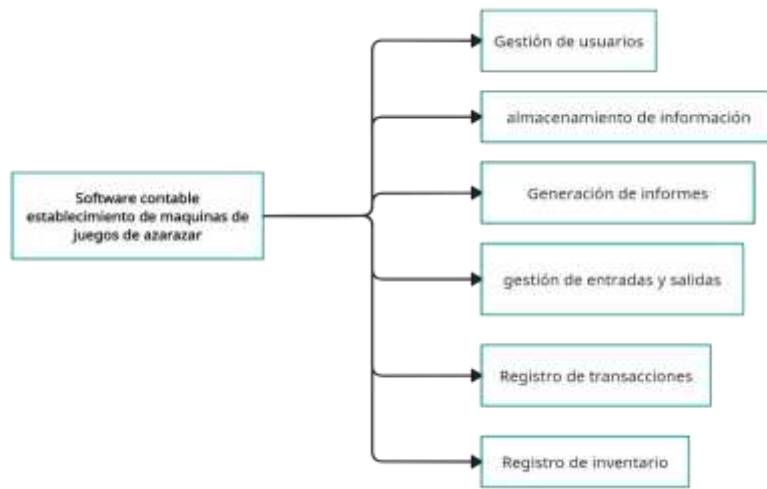 Gestión de usuarios
almacenamiento de información
Generación de informes
Software contable
establecimiento de maquinas de
juegos de azarazar
gestión de entradas y salidas
Registro de transacciones
Registro de inventario